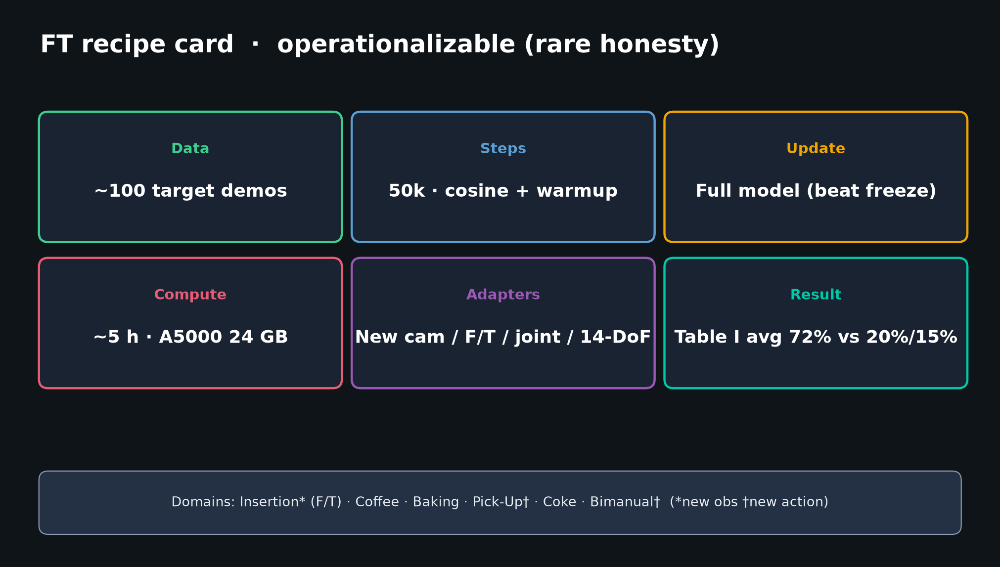 FT recipe card · operationalizable (rare honesty)
Data
~100 target demos
Steps
50k · cosine + warmup
Update
Full model (beat freeze)
Compute
~5 h · A5000 24 GB
Adapters
New cam / F/T / joint / 14-DoF
Result
Table I avg 72% vs 20%/15%
Domains: Insertion* (F/T) · Coffee · Baking · Pick-Up† · Coke · Bimanual† (*new obs †new action)